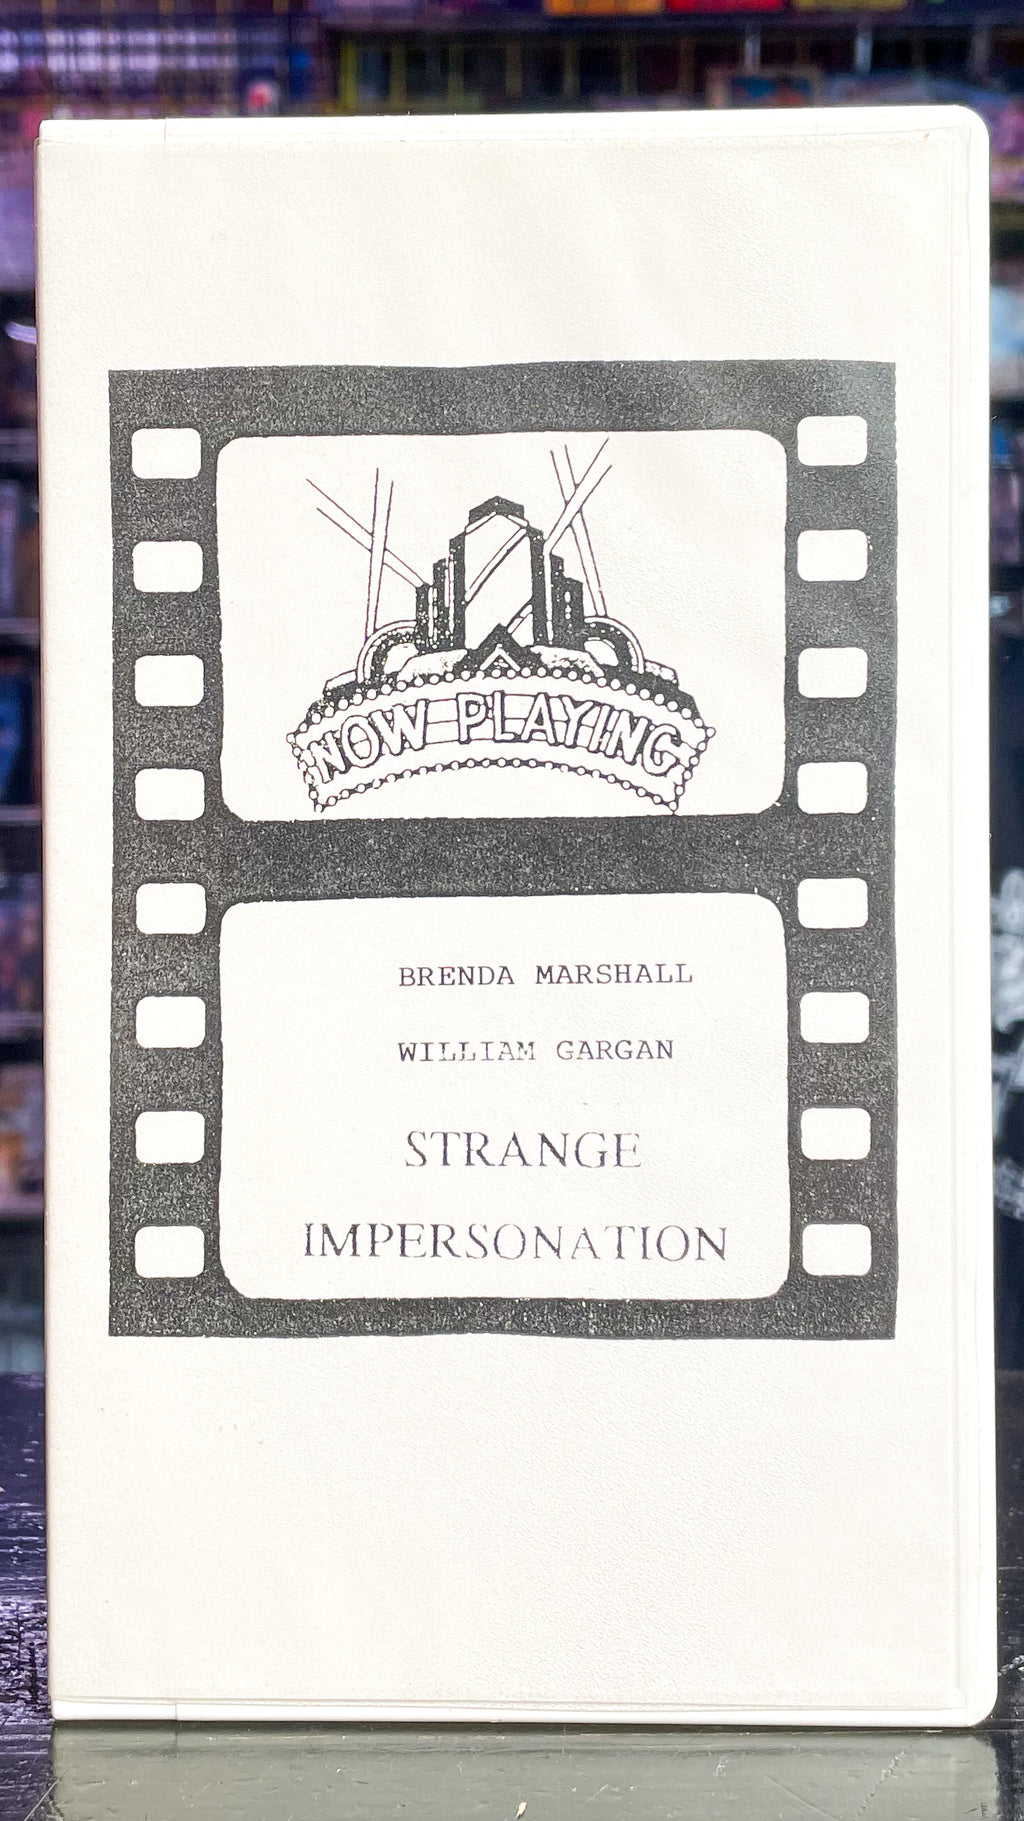 NOW PLAYING
BRENDA MARSHALL
WILLIAM GARGAN
STRANGE
IMPERSONATION